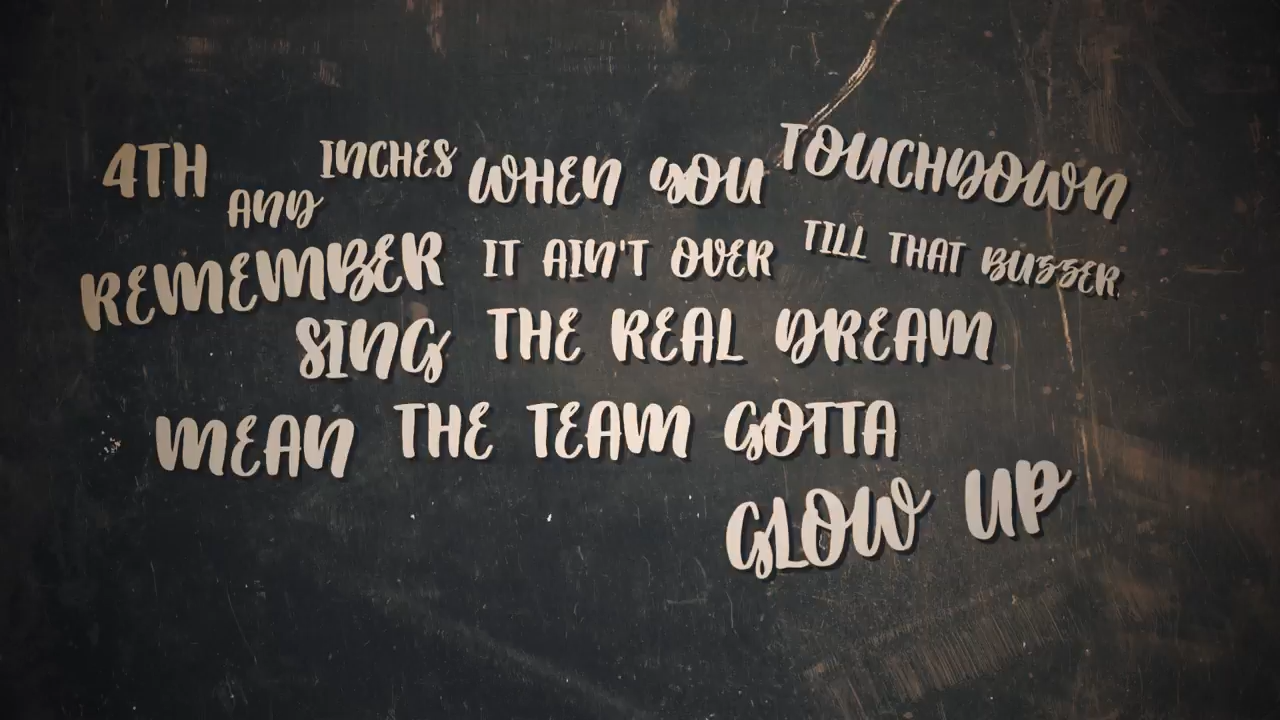 4TH AND INCHES WHEN YOU TOUCHDOWN
REMEMBER IT AIN'T OVER TILL THAT BUZZER
SING THE REAL DREAM
MEAN THE TEAM GOTTA
GLOW UP